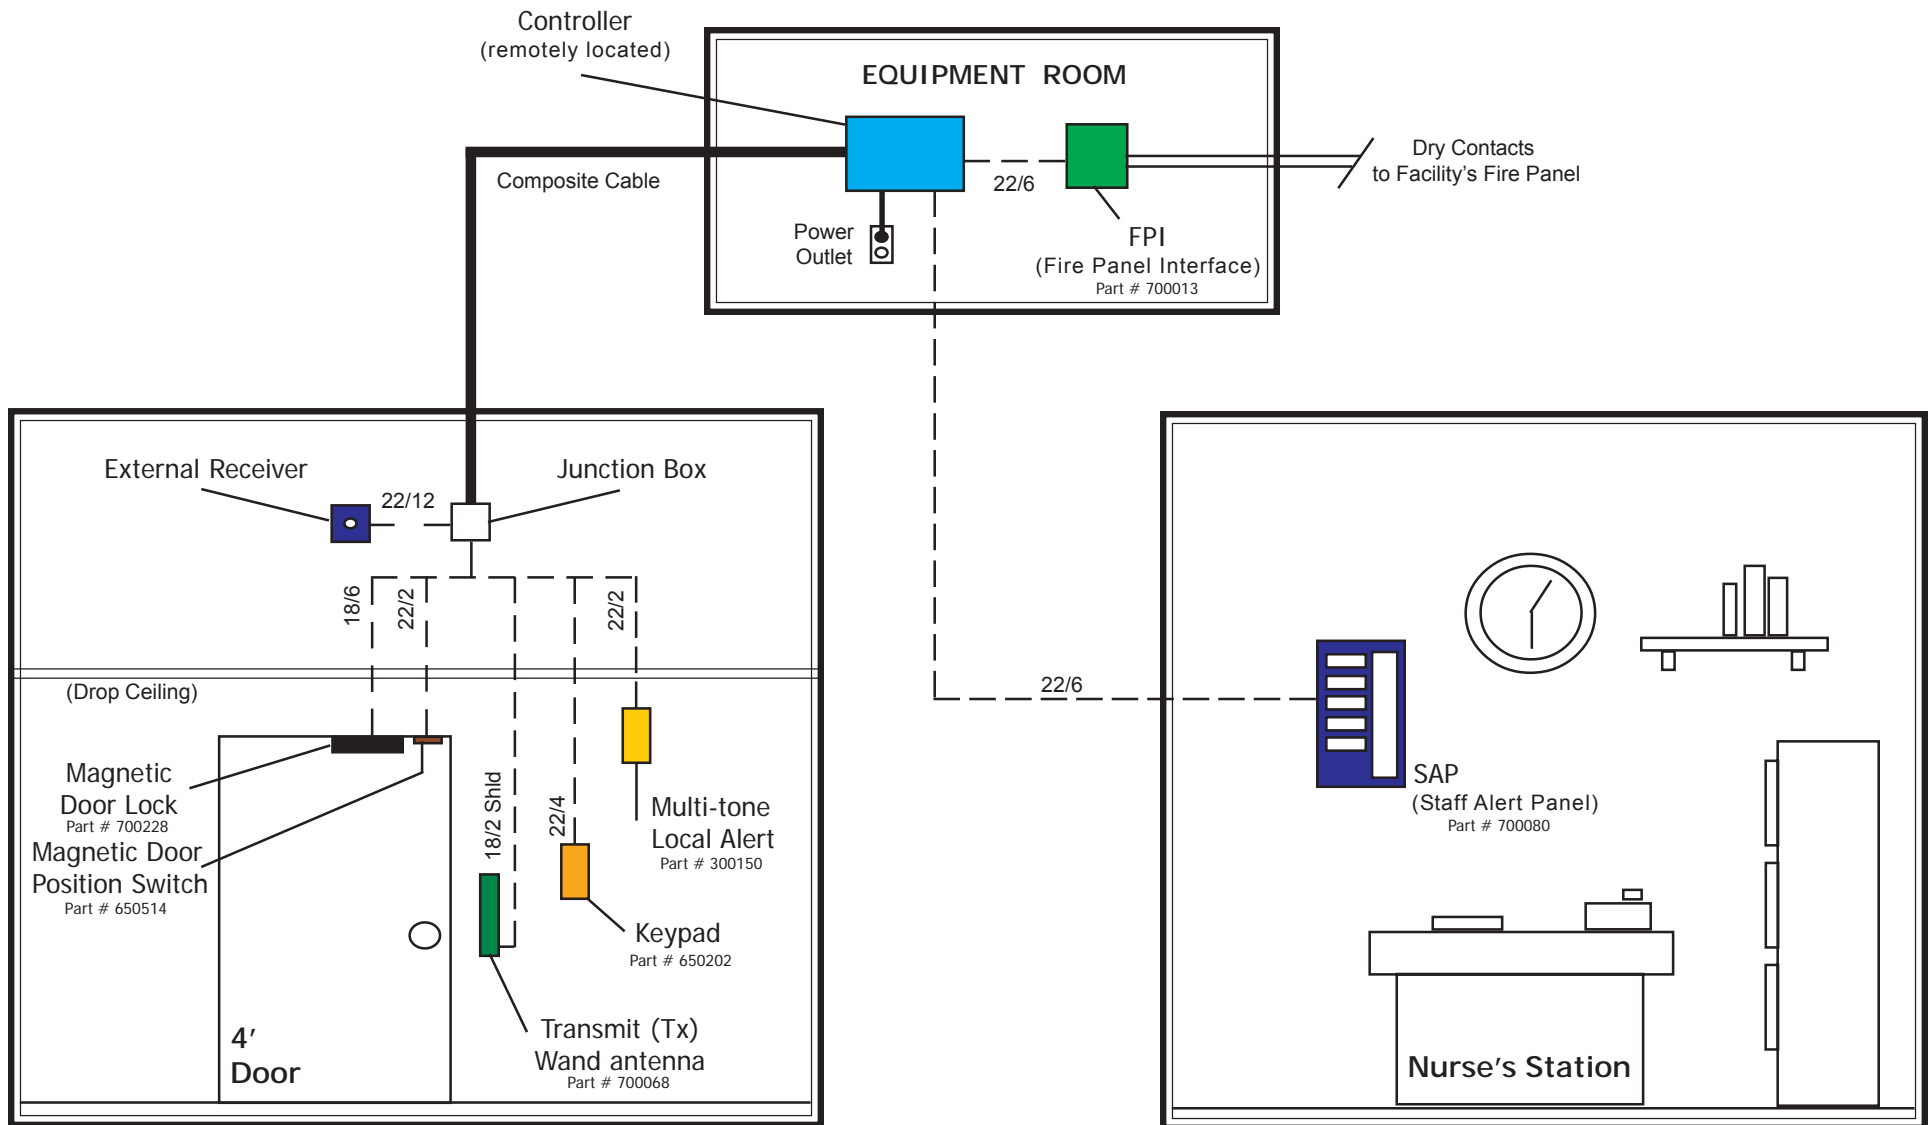 Controller
(remotely located)
EQUIPMENT ROOM
Composite Cable
22/6
Power
Outlet
FPI
(Fire Panel Interface)
Part # 700013
Dry Contacts
to Facility's Fire Panel
External Receiver
22/12
Junction Box
18/6
22/2
22/2
(Drop Ceiling)
Magnetic
Door Lock
Part # 700228
Magnetic Door
Position Switch
Part # 650514
18/2 Shld
22/4
Multi-tone
Local Alert
Part # 300150
Keypad
Part # 650202
Transmit (Tx)
Wand antenna
Part # 700068
4'
Door
22/6
SAP
(Staff Alert Panel)
Part # 700080
Nurse's Station